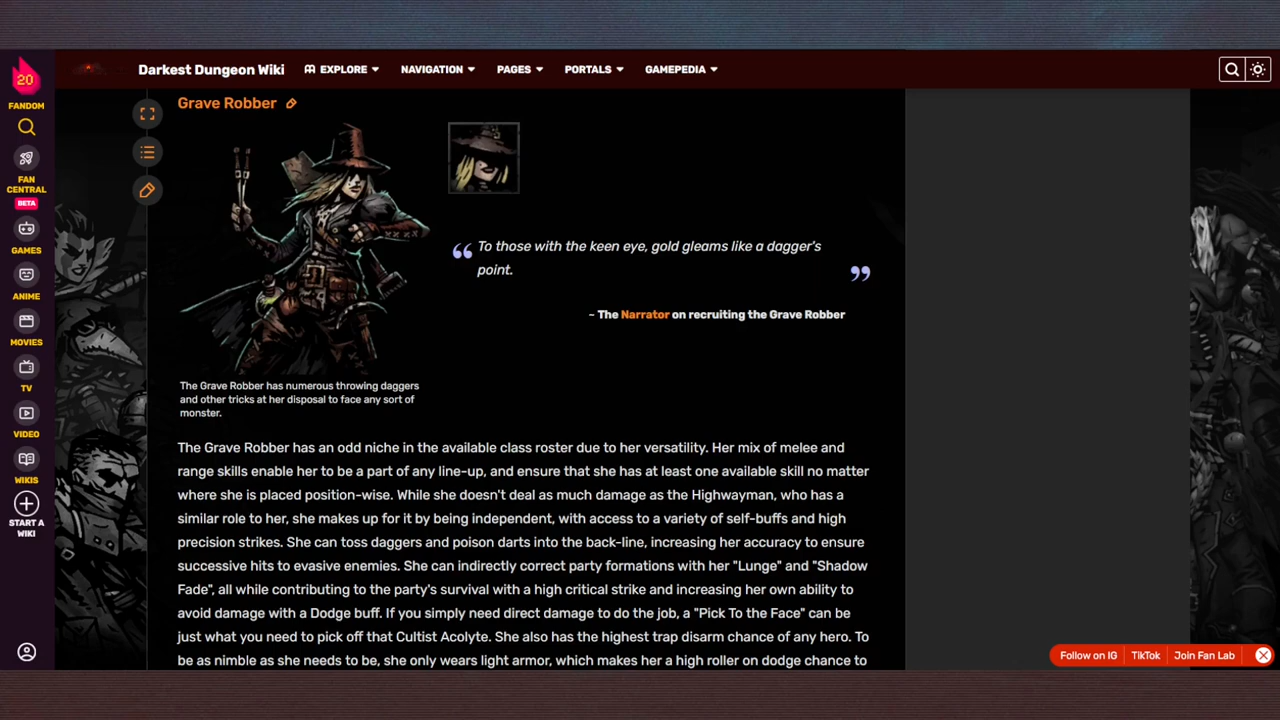 Darkest Dungeon Wiki
EXPLORE
NAVIGATION
PAGES
PORTALS
GAMEPEDIA
20
FANDOM
FAN
CENTRAL
BETA
GAMES
ANIME
MOVIES
TV
VIDEO
WIKIS
START A
WIKI
Grave Robber
“ To those with the keen eye, gold gleams like a dagger's
point. ”
– The Narrator on recruiting the Grave Robber
The Grave Robber has numerous throwing daggers
and other tricks at her disposal to face any sort of
monster.
The Grave Robber has an odd niche in the available class roster due to her versatility. Her mix of melee and
range skills enable her to be a part of any line-up, and ensure that she has at least one available skill no matter
where she is placed position-wise. While she doesn't deal as much damage as the Highwayman, who has a
similar role to her, she makes up for it by being independent, with access to a variety of self-buffs and high
precision strikes. She can toss daggers and poison darts into the back-line, increasing her accuracy to ensure
successive hits to evasive enemies. She can indirectly correct party formations with her "Lunge" and "Shadow
Fade", all while contributing to the party's survival with a high critical strike and increasing her own ability to
avoid damage with a Dodge buff. If you simply need direct damage to do the job, a "Pick To the Face" can be
just what you need to pick off that Cultist Acolyte. She also has the highest trap disarm chance of any hero. To
be as nimble as she needs to be, she only wears light armor, which makes her a high roller on dodge chance to
Follow on IG
TikTok
Join Fan Lab